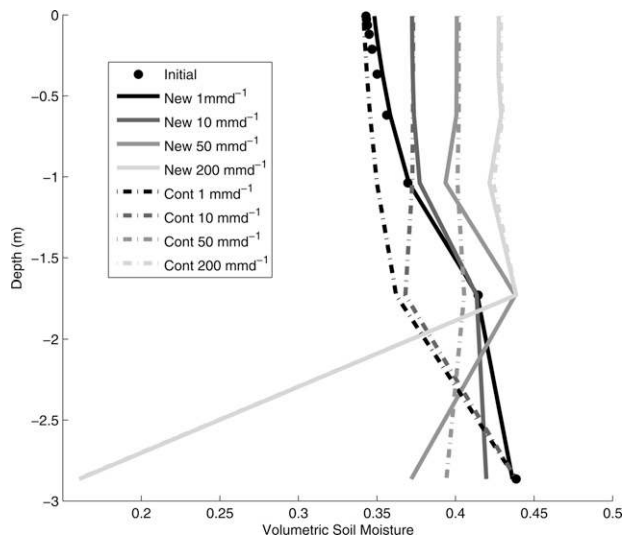 0
−0.5
−1
−1.5
−2
−2.5
−3
Depth (m)
Initial
New 1mmd⁻¹
New 10 mmd⁻¹
New 50 mmd⁻¹
New 200 mmd⁻¹
Cont 1 mmd⁻¹
Cont 10 mmd⁻¹
Cont 50 mmd⁻¹
Cont 200 mmd⁻¹
0.2 0.25 0.3 0.35 0.4 0.45 0.5
Volumetric Soil Moisture